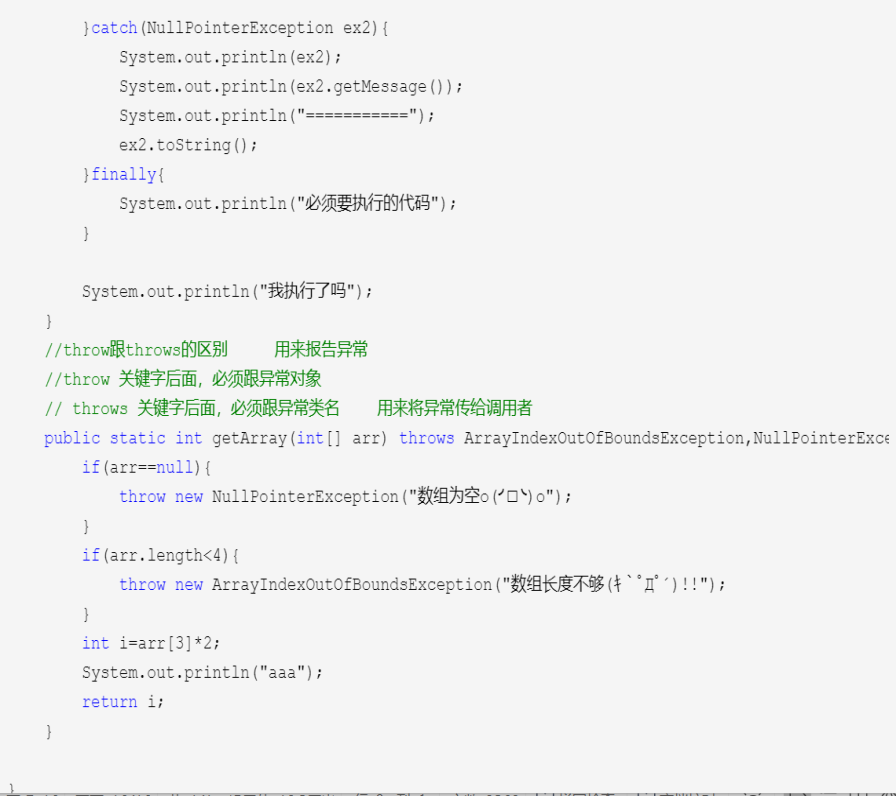 }catch(NullPointerException ex2){
System.out.println(ex2);
System.out.println(ex2.getMessage());
System.out.println("===========");
ex2.toString();
}finally{
System.out.println("必须要执行的代码");
}
System.out.println("我执行了吗");
}
//throw跟throws的区别 用来报告异常
//throw 关键字后面，必须跟异常对象
// throws 关键字后面，必须跟异常类名 用来将异常传给调用者
public static int getArray(int[] arr) throws ArrayIndexOutOfBoundsException,NullPointerExce
if(arr==null){
throw new NullPointerException("数组为空o(╯□╰)o");
}
if(arr.length<4){
throw new ArrayIndexOutOfBoundsException("数组长度不够(キ`ﾟДﾟ´)!!");
}
int i=arr[3]*2;
System.out.println("aaa");
return i;
}
}